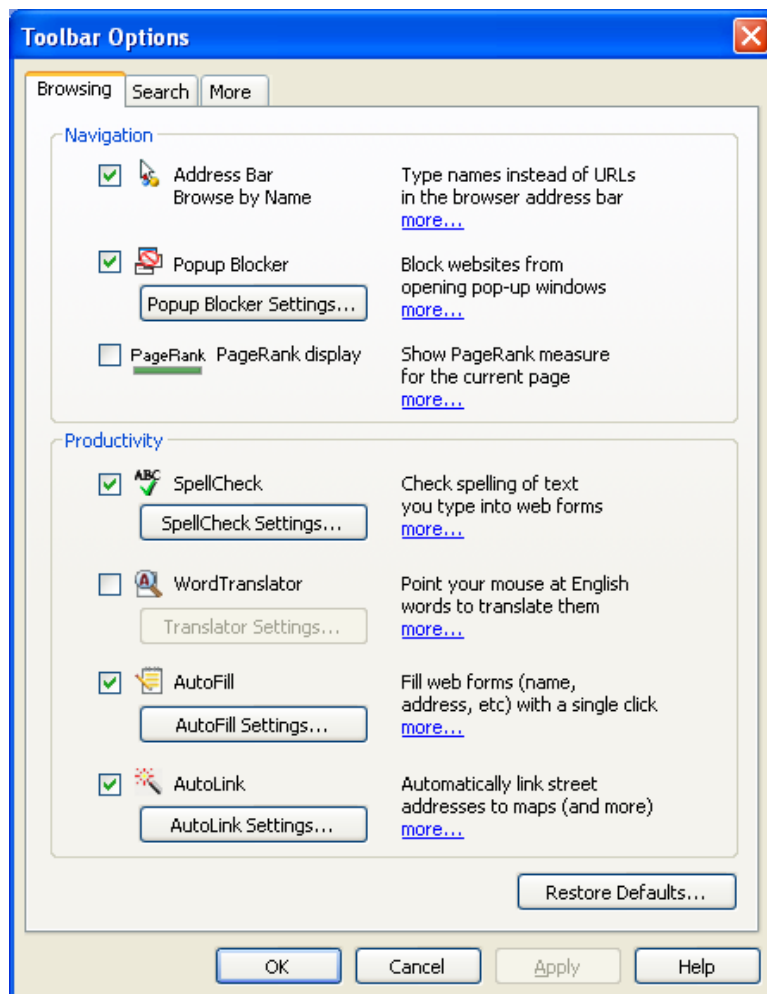 Toolbar Options
Browsing Search More
Navigation
Address Bar
Browse by Name
Type names instead of URLs
in the browser address bar
more...
Popup Blocker
Popup Blocker Settings...
Block websites from
opening pop-up windows
more...
PageRank PageRank display
Show PageRank measure
for the current page
more...
Productivity
ABC SpellCheck
SpellCheck Settings...
Check spelling of text
you type into web forms
more...
A WordTranslator
Translator Settings...
Point your mouse at English
words to translate them
more...
AutoFill
AutoFill Settings...
Fill web forms (name,
address, etc) with a single click
more...
AutoLink
AutoLink Settings...
Automatically link street
addresses to maps (and more)
more...
Restore Defaults...
OK Cancel Apply Help